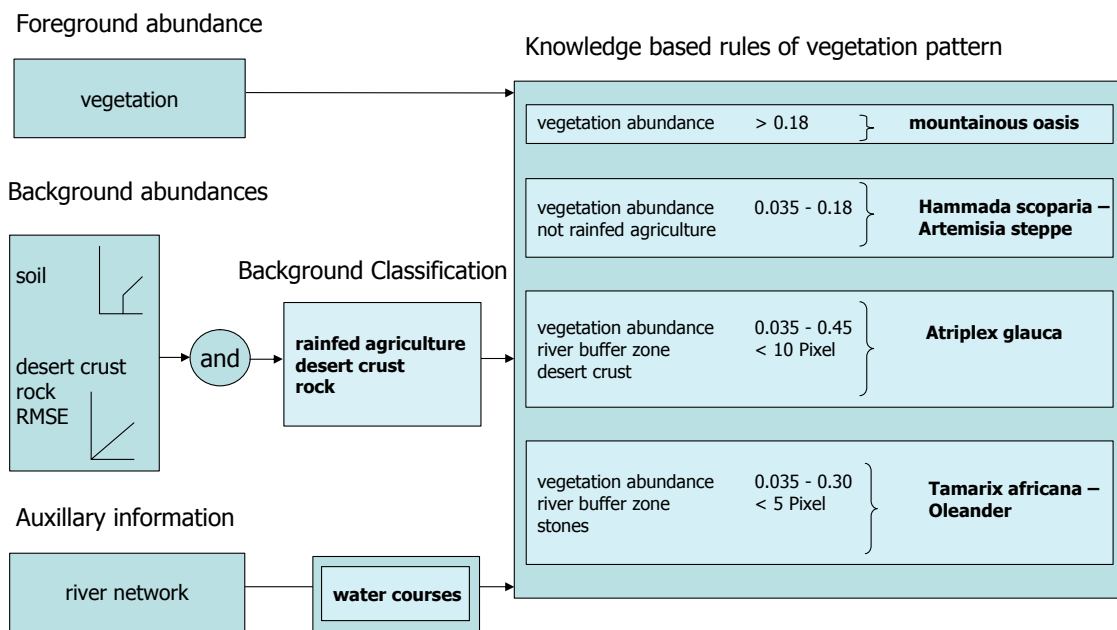 Foreground abundance
vegetation
Background abundances
soil
desert crust
rock
RMSE
and
Background Classification
rainfed agriculture
desert crust
rock
Auxillary information
river network
water courses
Knowledge based rules of vegetation pattern
vegetation abundance > 0.18 mountainous oasis
vegetation abundance 0.035 - 0.18
not rainfed agriculture
Hammada scoparia –
Artemisia steppe
vegetation abundance 0.035 - 0.45
river buffer zone < 10 Pixel
desert crust
Atriplex glauca
vegetation abundance 0.035 - 0.30
river buffer zone < 5 Pixel
stones
Tamarix africana –
Oleander